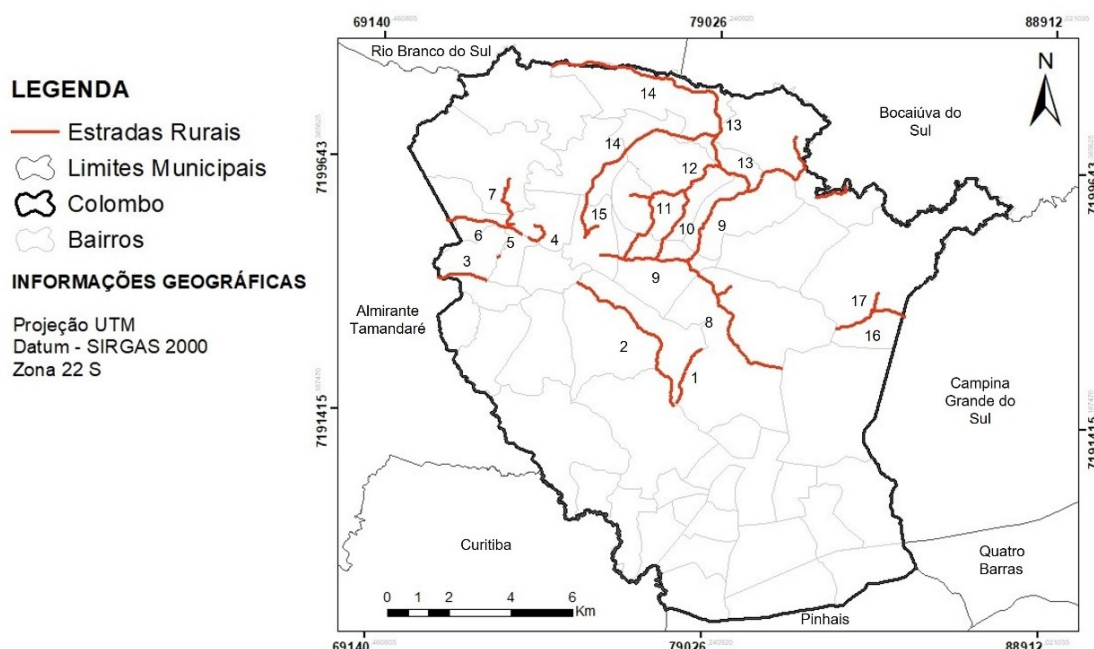 LEGENDA
Estradas Rurais
Limites Municipais
Colombo
Bairros
INFORMAÇÕES GEOGRÁFICAS
Projeção UTM
Datum - SIRGAS 2000
Zona 22 S
69140
79026
88912
Rio Branco do Sul
N
Bocaiúva do
Sul
14
13
7199643
7199643
14
12
13
7
15
11
10
9
6
5
4
3
9
Almirante
Tamandaré
17
8
16
2
1
Campina
Grande do
Sul
7191415
7191415
Curitiba
Quatro
Barras
0 1 2 4 6
Km
Pinhais
69140
79026
88912